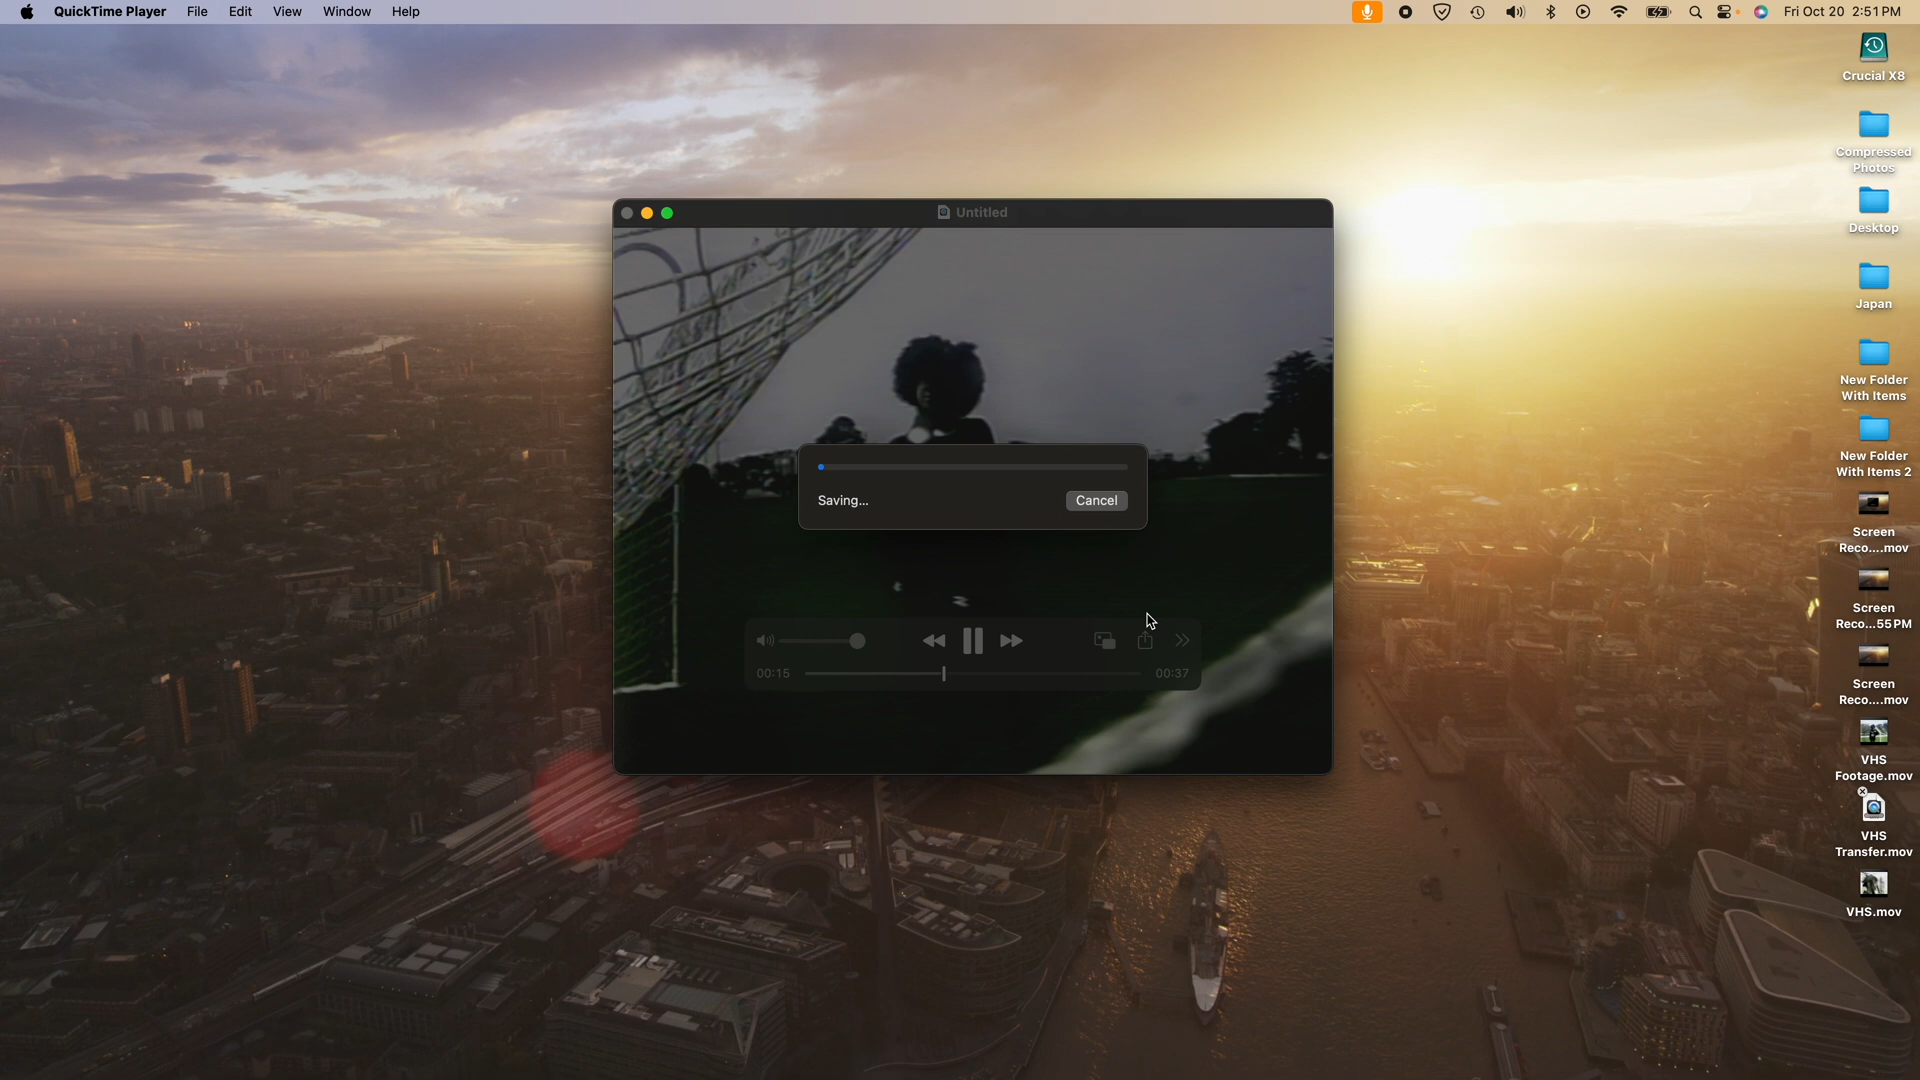 QuickTime Player File Edit View Window Help Fri Oct 20 2:51 PM
Untitled
Saving...
Cancel
00:15
00:37
Crucial X8
Compressed
Photos
Desktop
Japan
New Folder
With Items
New Folder
With Items 2
Screen
Reco....mov
Screen
Reco...55 PM
Screen
Reco....mov
VHS
Footage.mov
VHS
Transfer.mov
VHS.mov